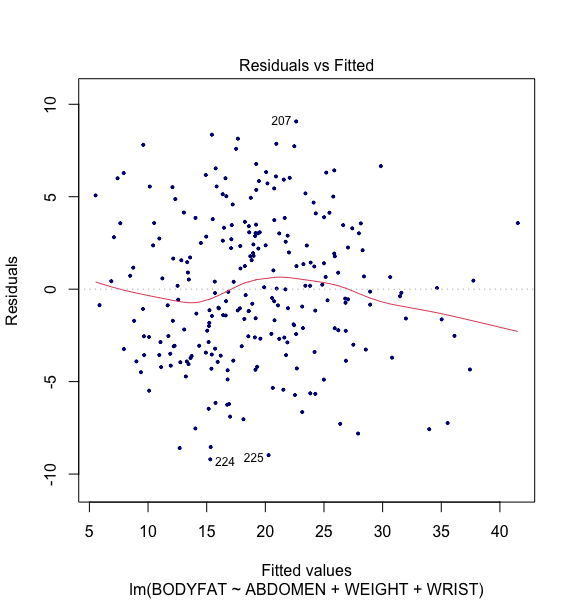 Residuals vs Fitted
Residuals
10
5
0
-5
-10
207
224
225
5 10 15 20 25 30 35 40
Fitted values
lm(BODYFAT ~ ABDOMEN + WEIGHT + WRIST)